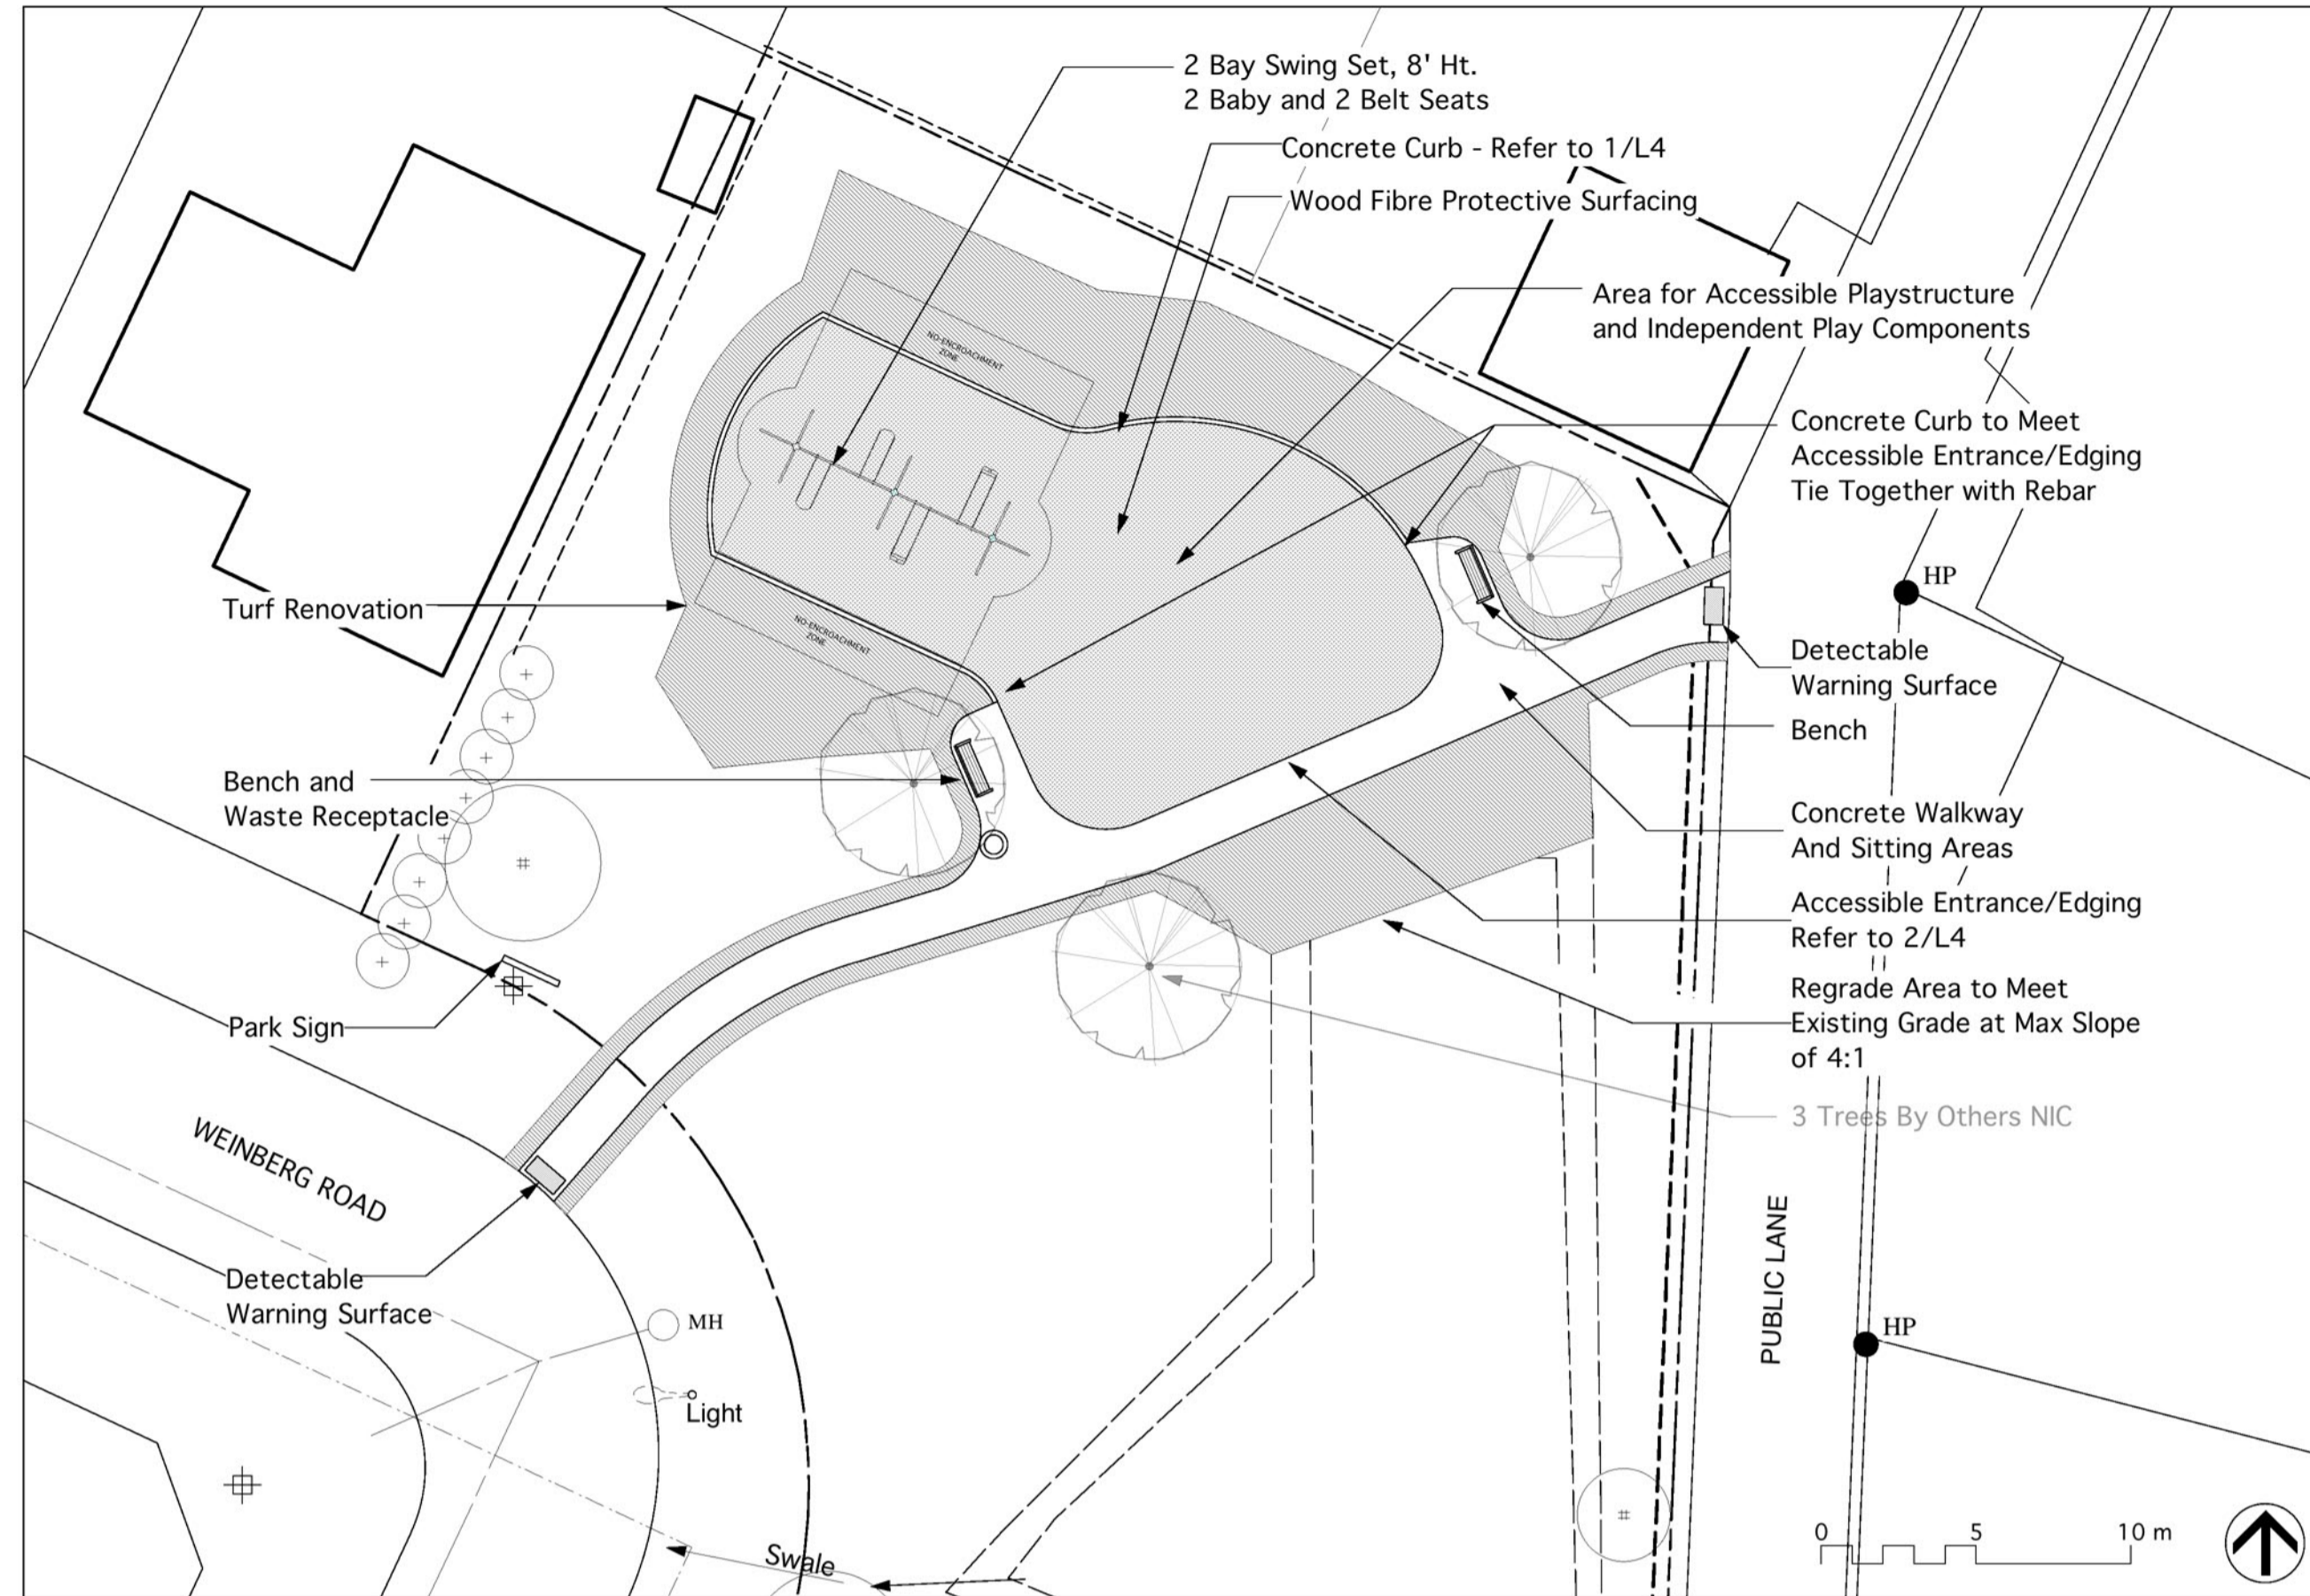 2 Bay Swing Set, 8' Ht.
2 Baby and 2 Belt Seats
Concrete Curb - Refer to 1/L4
Wood Fibre Protective Surfacing
Area for Accessible Playstructure
and Independent Play Components
NO-ENCROACHMENT
ZONE
Concrete Curb to Meet
Accessible Entrance/Edging
Tie Together with Rebar
HP
Turf Renovation
NO-ENCROACHMENT
ZONE
Detectable
Warning Surface
Bench
Bench and
Waste Receptacle
Concrete Walkway
And Sitting Areas
Accessible Entrance/Edging
Refer to 2/L4
Regrade Area to Meet
Existing Grade at Max Slope
of 4:1
Park Sign
3 Trees By Others NIC
WEINBERG ROAD
PUBLIC LANE
Detectable
Warning Surface
MH
HP
Light
Swale
0 5 10 m